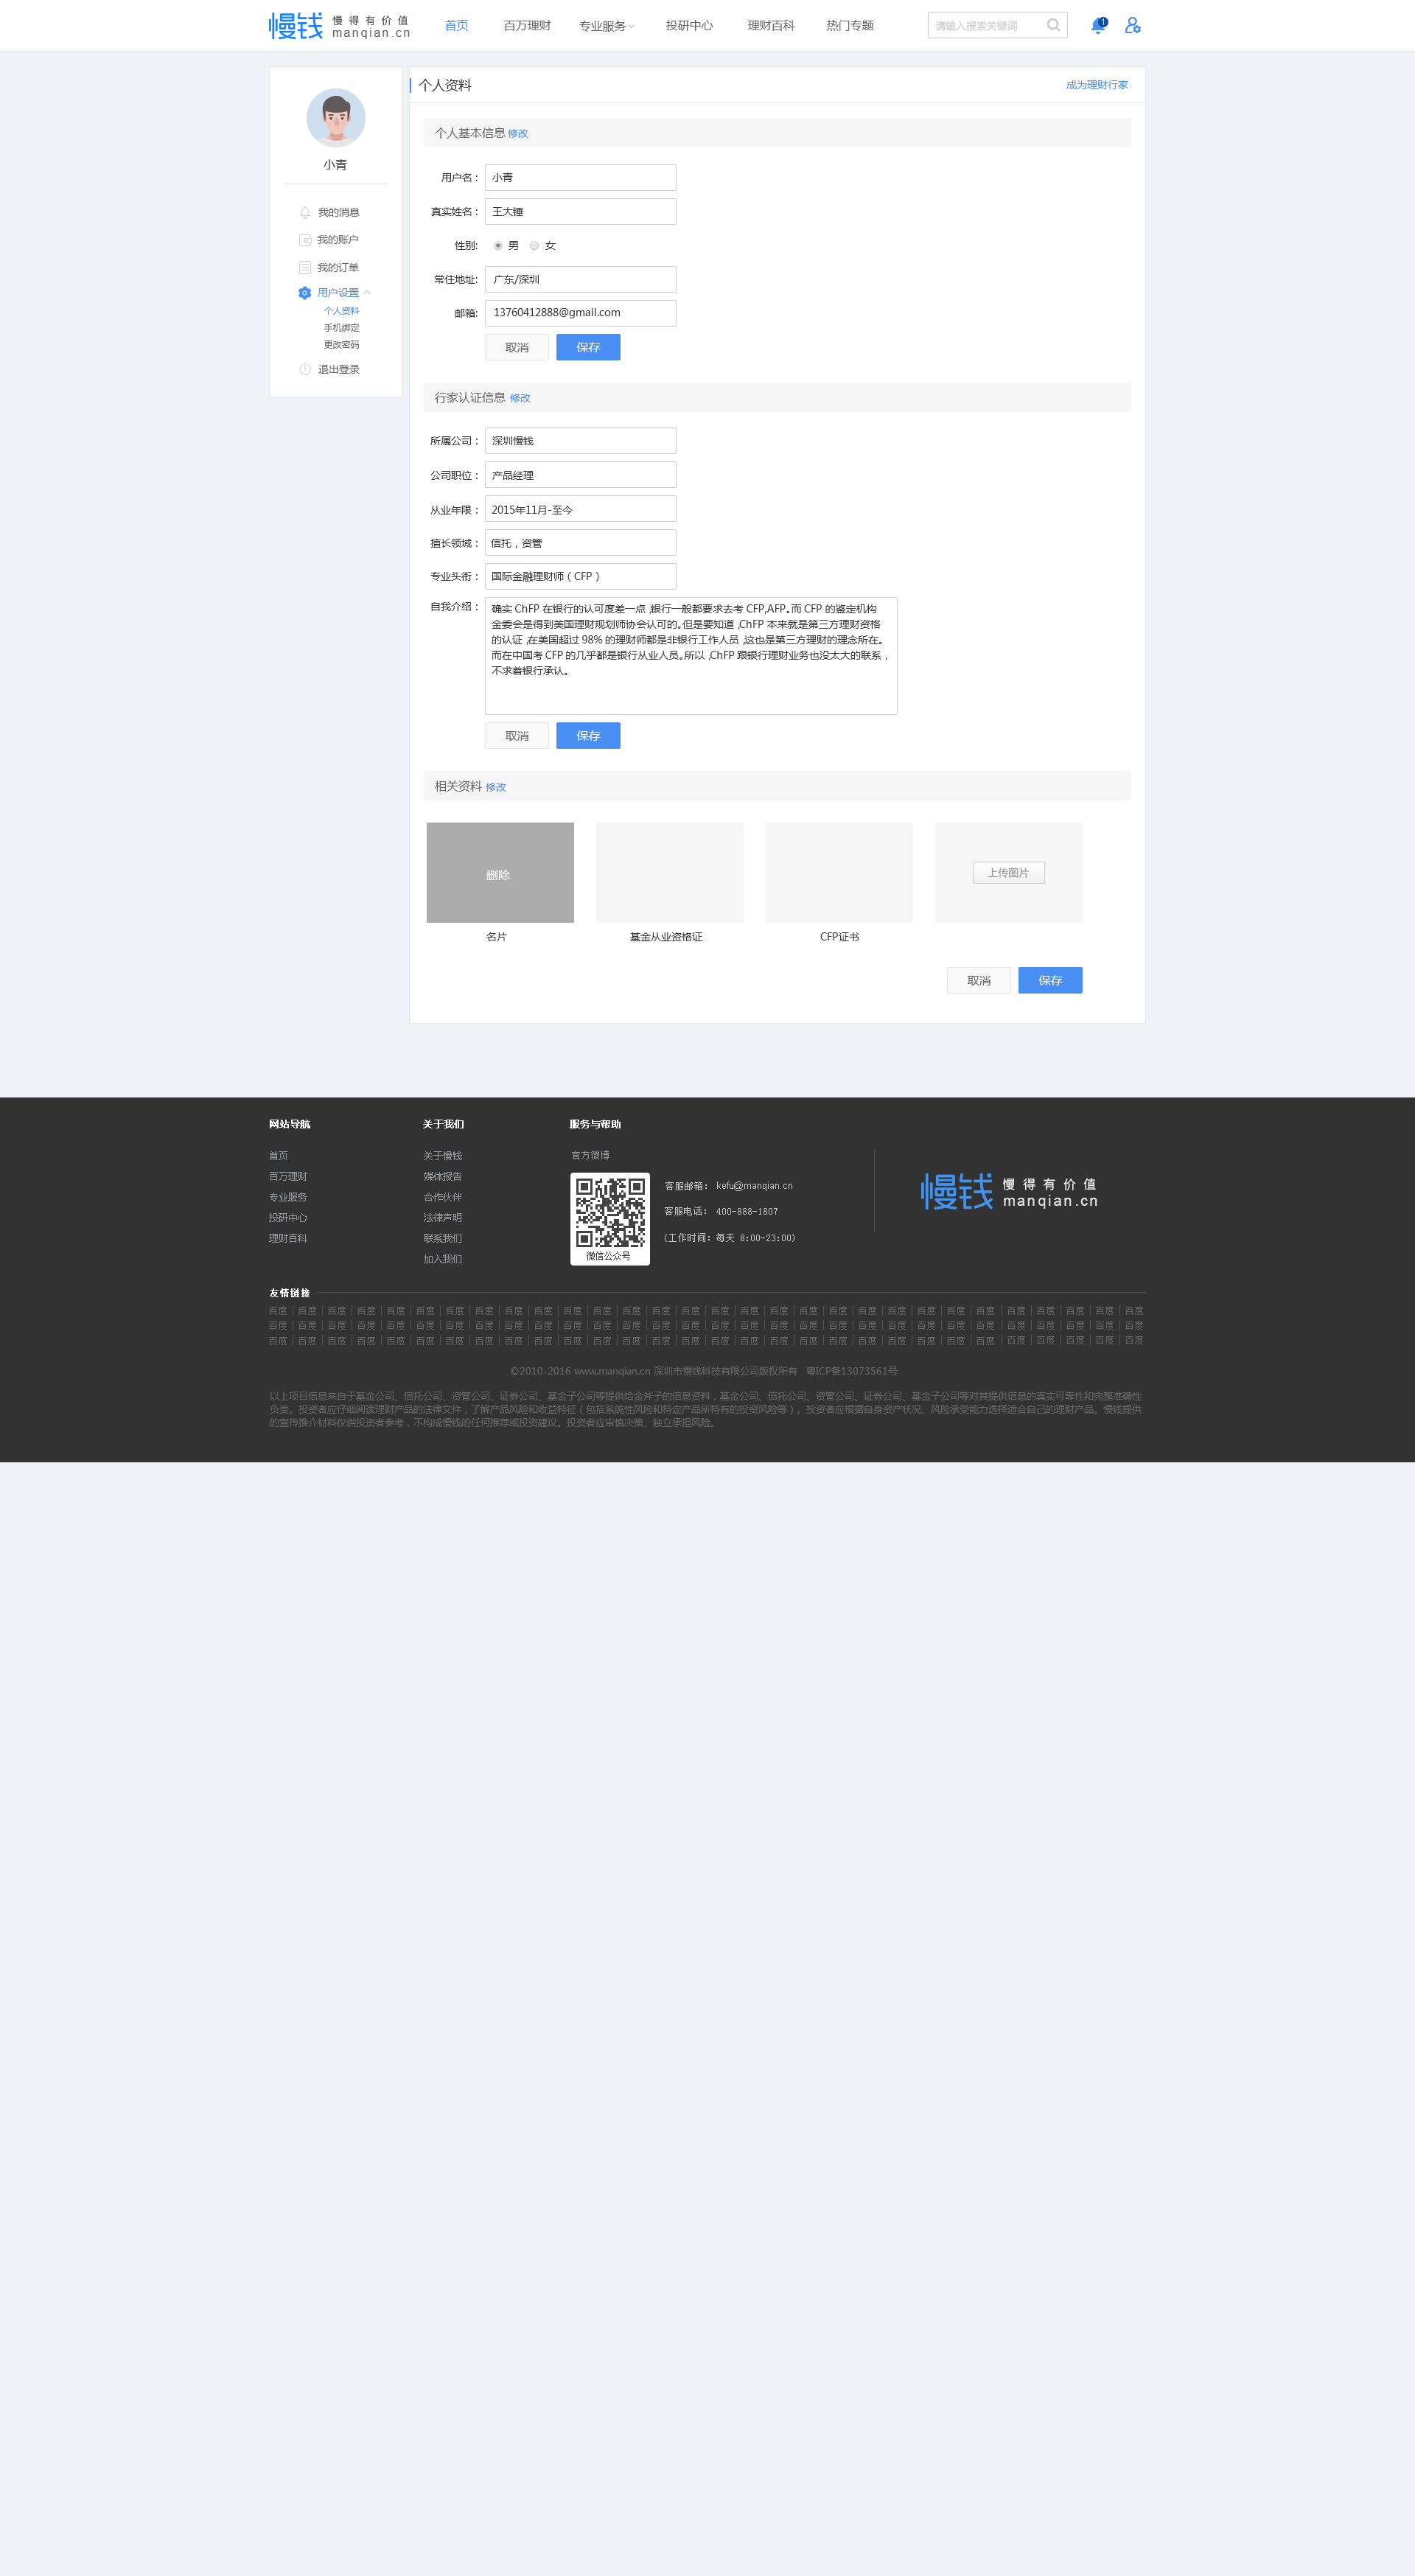 慢钱 慢得有价值 manqian.cn
首页 百万理财 专业服务 投研中心 理财百科 热门专题 请输入搜索关键词 1
小青
我的消息
我的账户
我的订单
用户设置
个人资料
手机绑定
更改密码
退出登录
个人资料 成为理财行家
个人基本信息 修改
用户名： 小青
真实姓名： 王大锤
性别: 男 女
常住地址: 广东/深圳
邮箱: 13760412888@gmail.com
取消 保存
行家认证信息 修改
所属公司： 深圳慢钱
公司职位： 产品经理
从业年限： 2015年11月-至今
擅长领域： 信托，资管
专业头衔： 国际金融理财师（CFP）
自我介绍： 确实 ChFP 在银行的认可度差一点，银行一般都要求去考 CFP,AFP。而 CFP 的鉴定机构
金委会是得到美国理财规划师协会认可的。但是要知道，ChFP 本来就是第三方理财资格
的认证，在美国超过 98% 的理财师都是非银行工作人员，这也是第三方理财的理念所在。
而在中国考 CFP 的几乎都是银行从业人员。所以，ChFP 跟银行理财业务也没太大的联系，
不求着银行承认。
取消 保存
相关资料 修改
删除 上传图片
名片 基金从业资格证 CFP证书
取消 保存
网站导航 关于我们 服务与帮助
首页 关于慢钱 官方微博
百万理财 媒体报告
专业服务 合作伙伴
投研中心 法律声明
理财百科 联系我们
加入我们
客服邮箱： kefu@manqian.cn
客服电话： 400-888-1807
(工作时间：每天 8:00-23:00)
微信公众号
慢钱 慢得有价值 manqian.cn
友情链接
百度 | 百度 | 百度 | 百度 | 百度 | 百度 | 百度 | 百度 | 百度 | 百度 | 百度 | 百度 | 百度 | 百度 | 百度 | 百度 | 百度 | 百度 | 百度 | 百度 | 百度 | 百度 | 百度 | 百度 | 百度 | 百度 | 百度 | 百度 | 百度 | 百度
百度 | 百度 | 百度 | 百度 | 百度 | 百度 | 百度 | 百度 | 百度 | 百度 | 百度 | 百度 | 百度 | 百度 | 百度 | 百度 | 百度 | 百度 | 百度 | 百度 | 百度 | 百度 | 百度 | 百度 | 百度 | 百度 | 百度 | 百度 | 百度 | 百度
百度 | 百度 | 百度 | 百度 | 百度 | 百度 | 百度 | 百度 | 百度 | 百度 | 百度 | 百度 | 百度 | 百度 | 百度 | 百度 | 百度 | 百度 | 百度 | 百度 | 百度 | 百度 | 百度 | 百度 | 百度 | 百度 | 百度 | 百度 | 百度 | 百度
©2010-2016 www.manqian.cn 深圳市慢钱科技有限公司版权所有 粤ICP备13073561号
以上项目信息来自于基金公司、信托公司、资管公司、证券公司、基金子公司等提供给金斧子的信息资料，基金公司、信托公司、资管公司、证券公司、基金子公司等对其提供信息的真实可靠性和完整准确性
负责。投资者应仔细阅读理财产品的法律文件，了解产品风险和收益特征（包括系统性风险和特定产品所特有的投资风险等）。投资者应根据自身资产状况、风险承受能力选择适合自己的理财产品。慢钱提供
的宣传推介材料仅供投资者参考，不构成慢钱的任何推荐或投资建议。投资者应审慎决策、独立承担风险。